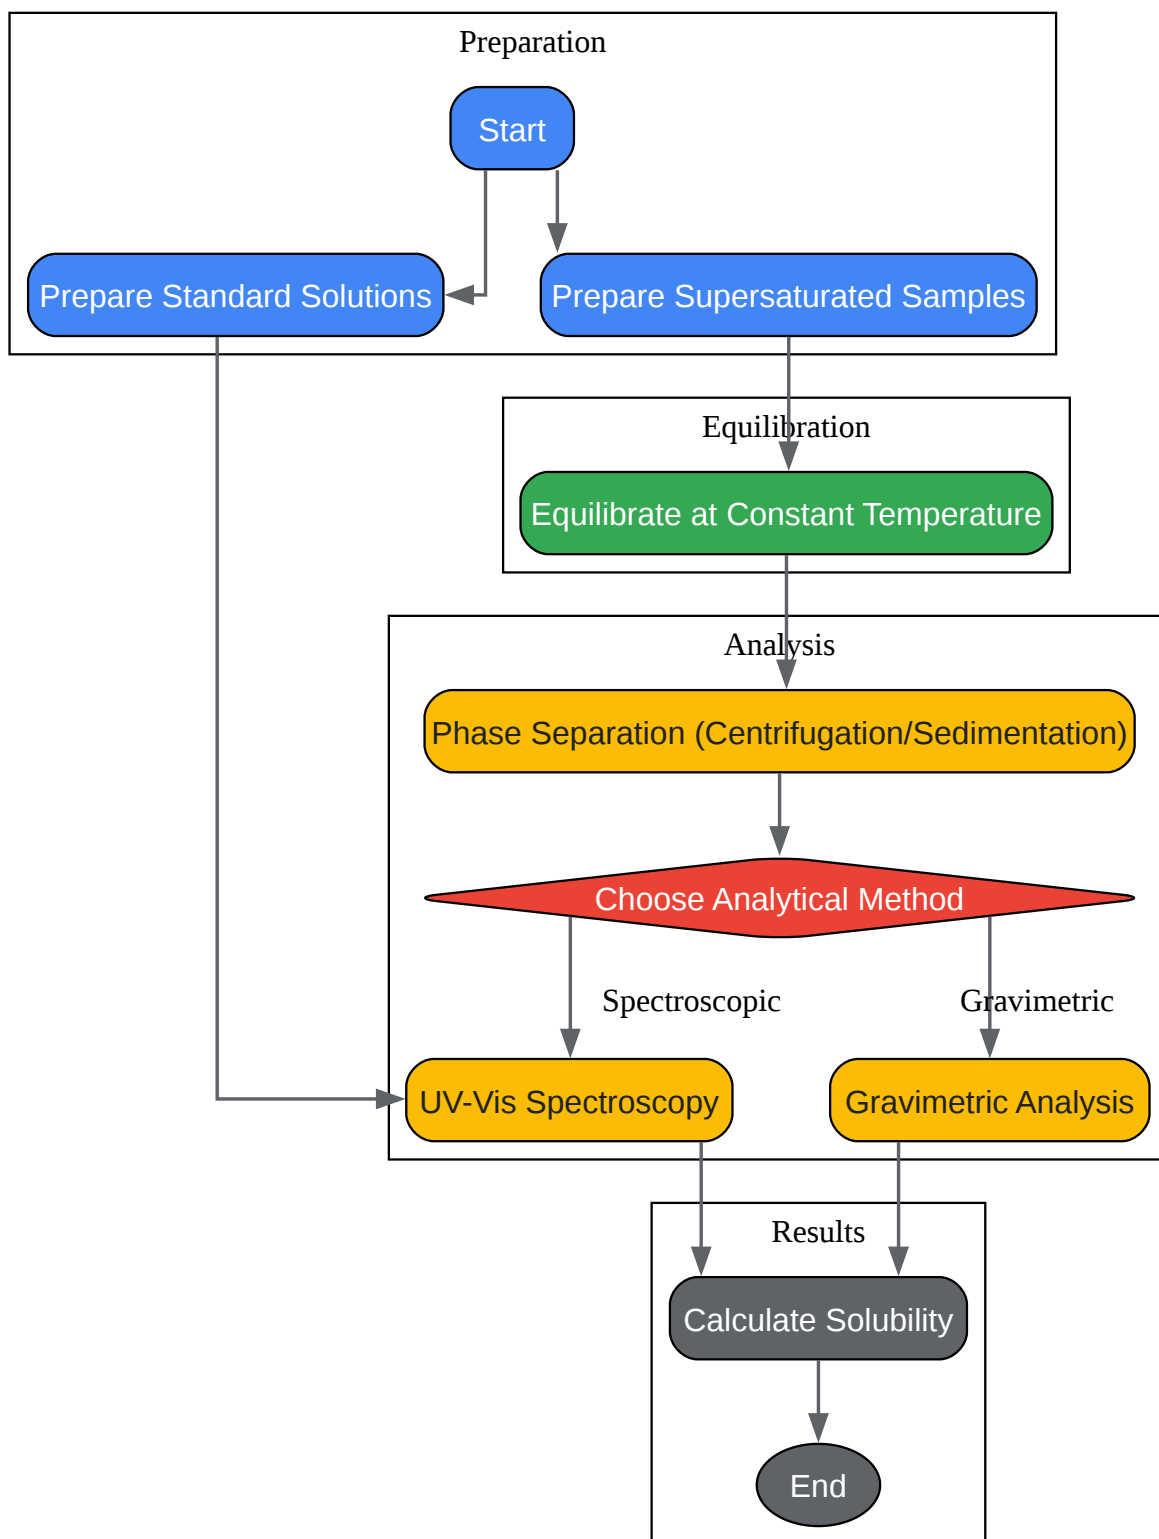 Preparation
Start
Prepare Standard Solutions
Prepare Supersaturated Samples
Equilibration
Equilibrate at Constant Temperature
Analysis
Phase Separation (Centrifugation/Sedimentation)
Choose Analytical Method
Spectroscopic
Gravimetric
UV-Vis Spectroscopy
Gravimetric Analysis
Results
Calculate Solubility
End